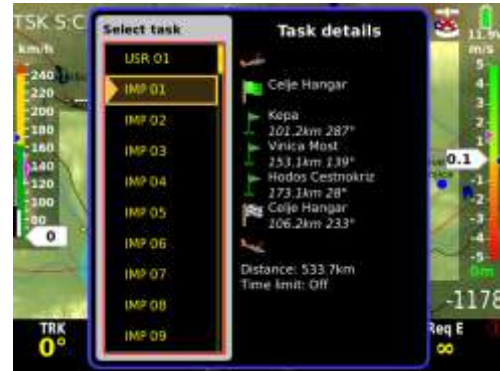 TSK S:C
Select task
Task details
km/h
m/s
USR 01
IMP 01
IMP 02
IMP 03
IMP 04
IMP 05
IMP 06
IMP 07
IMP 08
IMP 09
Celje Hangar
Kepa
101.2km 287°
Vinica Most
153.1km 139°
Hodos Cestnokriz
173.1km 28°
Celje Hangar
106.2km 233°
Distance: 533.7km
Time limit: Off
240
220
200
180
160
140
120
100
80
0
5
4
3
2
1
0.1
-1
-2
-3
-4
-5
0m
-1178
TRK
0°
Req E
∞